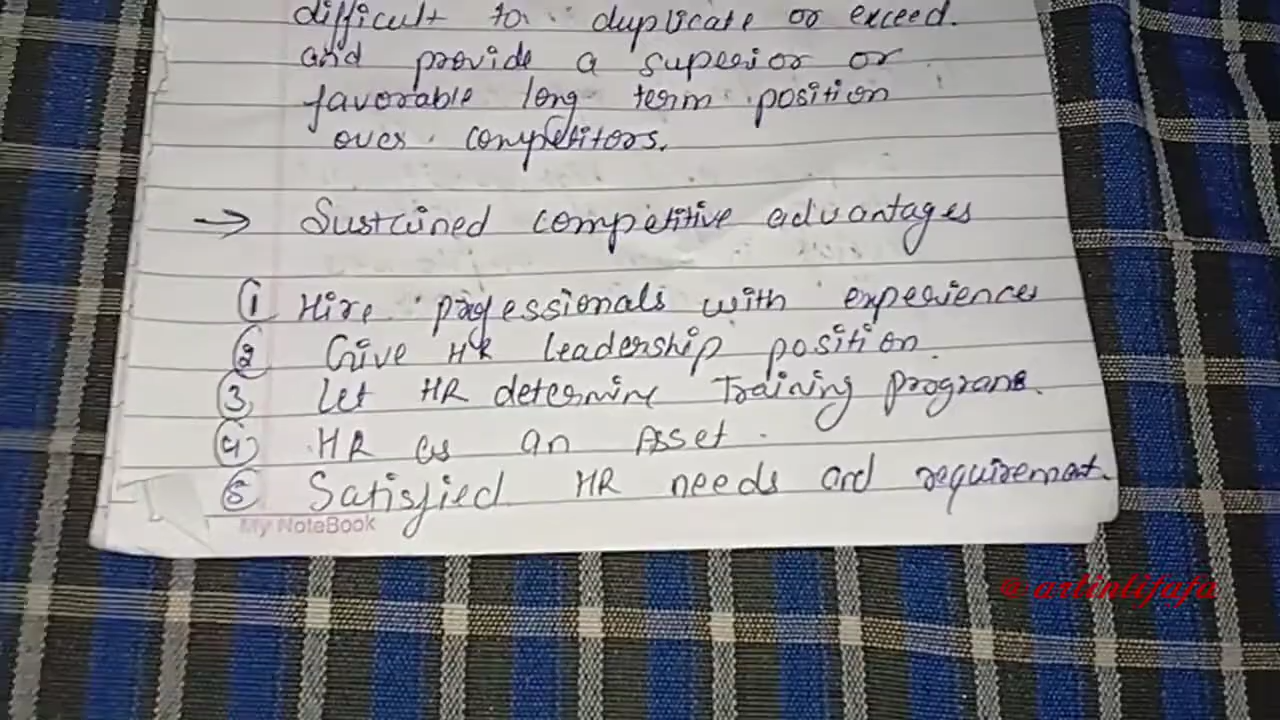 difficult to duplicate or exceed.
and provide a superior or
favorable long term position
over competitors.
→ Sustained competitive advantages
① Hire professionals with experiences
② Give HR leadership position.
③ Let HR determine Training programs.
④ HR as an Asset.
⑤ Satisfied HR needs and requirement.
My NoteBook
@arlinlifafa